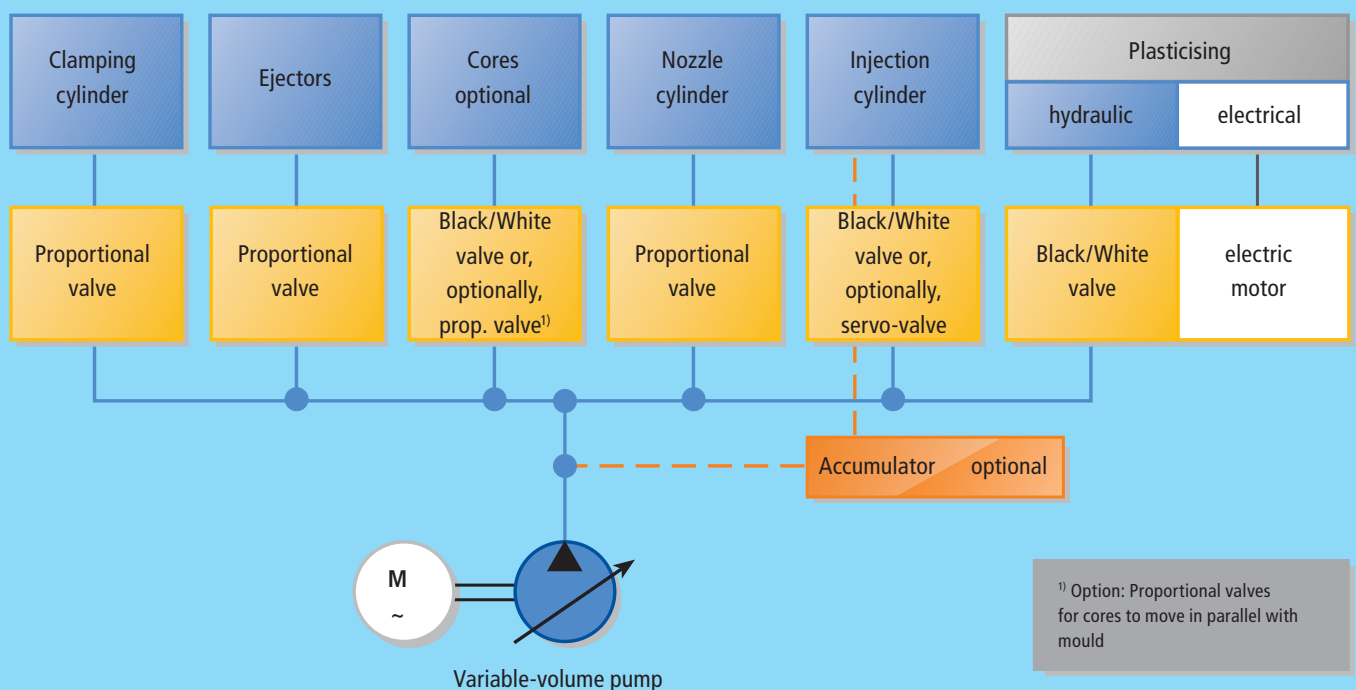 Clamping
cylinder
Ejectors
Cores
optional
Nozzle
cylinder
Injection
cylinder
Plasticising
hydraulic
electrical
Proportional
valve
Proportional
valve
Black/White
valve or,
optionally,
prop. valve¹⁾
Proportional
valve
Black/White
valve or,
optionally,
servo-valve
Black/White
valve
electric
motor
Accumulator optional
M
~
Variable-volume pump
¹⁾ Option: Proportional valves
for cores to move in parallel with
mould